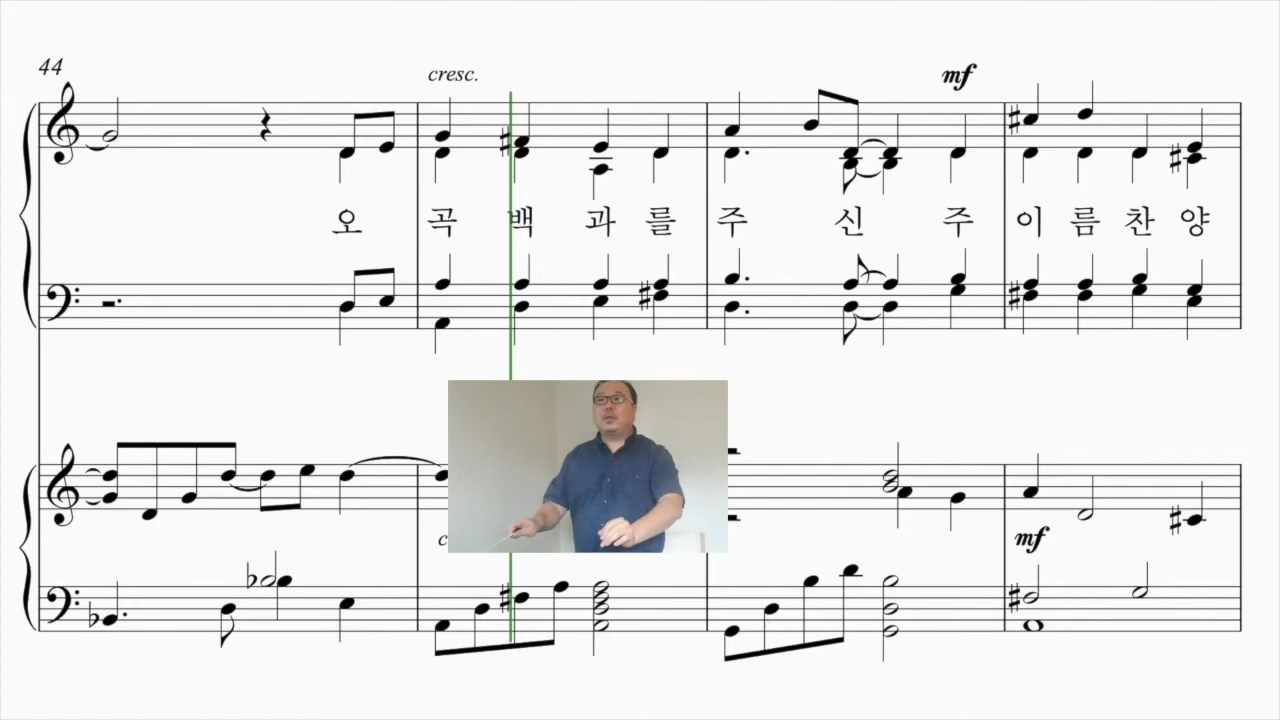 44
cresc.
mf
오 곡 백 과 를 주 신 주 이 름 찬 양
mf